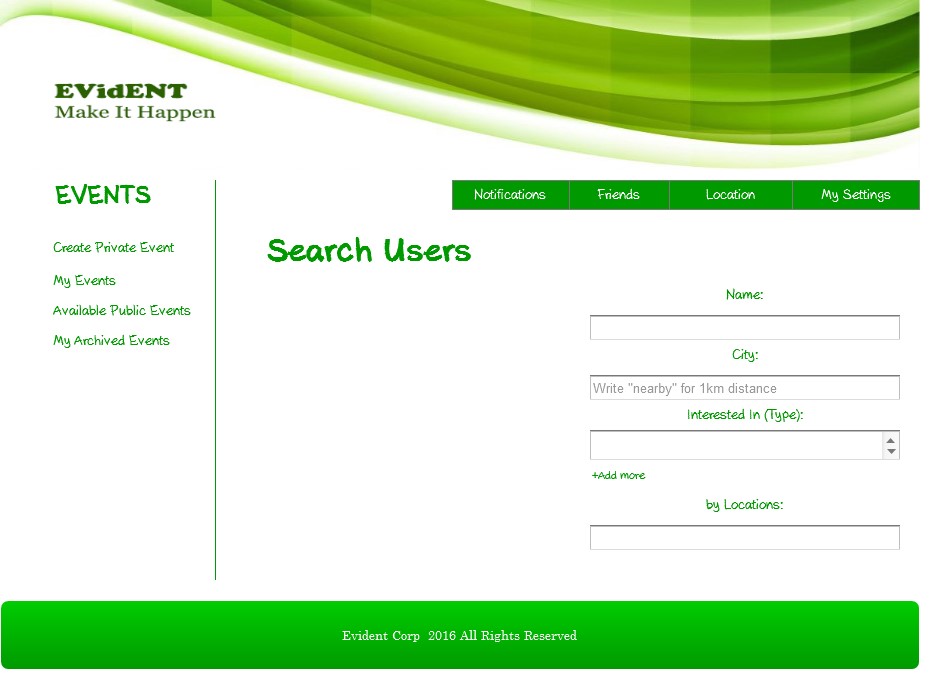 EVidENT
Make It Happen
EVENTS
Notifications Friends Location My Settings
Create Private Event
My Events
Available Public Events
My Archived Events
Search Users
Name:
City:
Write "nearby" for 1km distance
Interested In (Type):
+Add more
by Locations:
Evident Corp 2016 All Rights Reserved